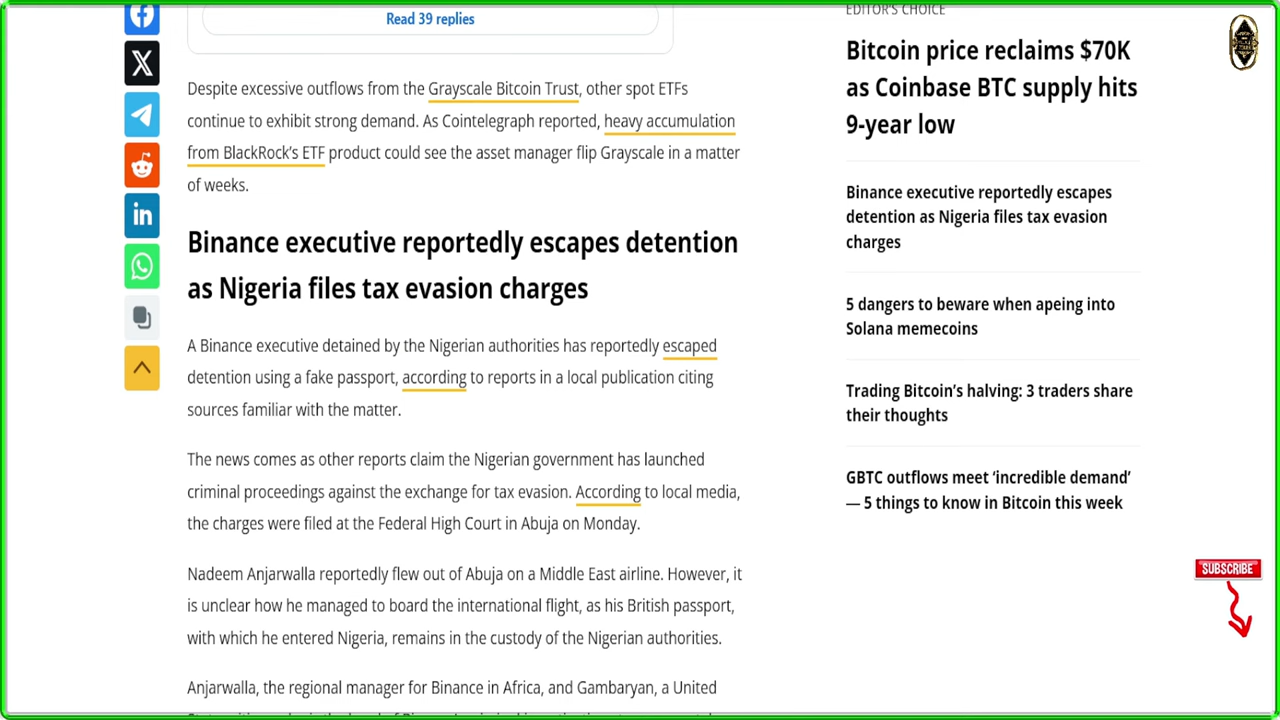 Read 39 replies
Despite excessive outflows from the Grayscale Bitcoin Trust, other spot ETFs
continue to exhibit strong demand. As Cointelegraph reported, heavy accumulation
from BlackRock's ETF product could see the asset manager flip Grayscale in a matter
of weeks.
Binance executive reportedly escapes detention
as Nigeria files tax evasion charges
A Binance executive detained by the Nigerian authorities has reportedly escaped
detention using a fake passport, according to reports in a local publication citing
sources familiar with the matter.
The news comes as other reports claim the Nigerian government has launched
criminal proceedings against the exchange for tax evasion. According to local media,
the charges were filed at the Federal High Court in Abuja on Monday.
Nadeem Anjarwalla reportedly flew out of Abuja on a Middle East airline. However, it
is unclear how he managed to board the international flight, as his British passport,
with which he entered Nigeria, remains in the custody of the Nigerian authorities.
Anjarwalla, the regional manager for Binance in Africa, and Gambaryan, a United
EDITOR'S CHOICE
Bitcoin price reclaims $70K
as Coinbase BTC supply hits
9-year low
Binance executive reportedly escapes
detention as Nigeria files tax evasion
charges
5 dangers to beware when apeing into
Solana memecoins
Trading Bitcoin's halving: 3 traders share
their thoughts
GBTC outflows meet ‘incredible demand’
— 5 things to know in Bitcoin this week
SUBSCRIBE